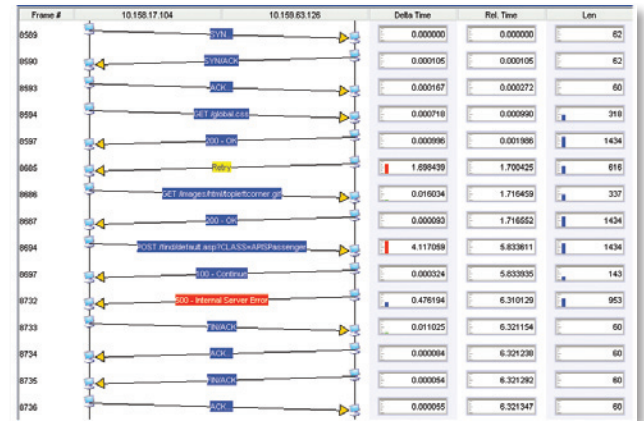 Frame # 10.158.17.104 10.159.63.126 Delta Time Rel. Time Len
8589 SYN 0.000000 0.000000 62
8590 SYN/ACK 0.000105 0.000105 62
8593 ACK 0.000167 0.000272 60
8594 GET /global.css 0.000718 0.000990 318
8597 200 - OK 0.000996 0.001986 1434
8685 Retry 1.698439 1.700425 616
8686 GET /images/html/topleftcorner.gif 0.016034 1.716459 337
8687 200 - OK 0.000093 1.716552 1434
8694 POST /find/default.asp?CLASS=APISPassenger 4.117059 5.833611 1434
8697 100 - Continue 0.000324 5.833935 143
8732 500 - Internal Server Error 0.476194 6.310129 953
8733 FIN/ACK 0.011025 6.321154 60
8734 ACK... 0.000084 6.321238 60
8735 FIN/ACK 0.000054 6.321292 60
8736 ACK... 0.000055 6.321347 60